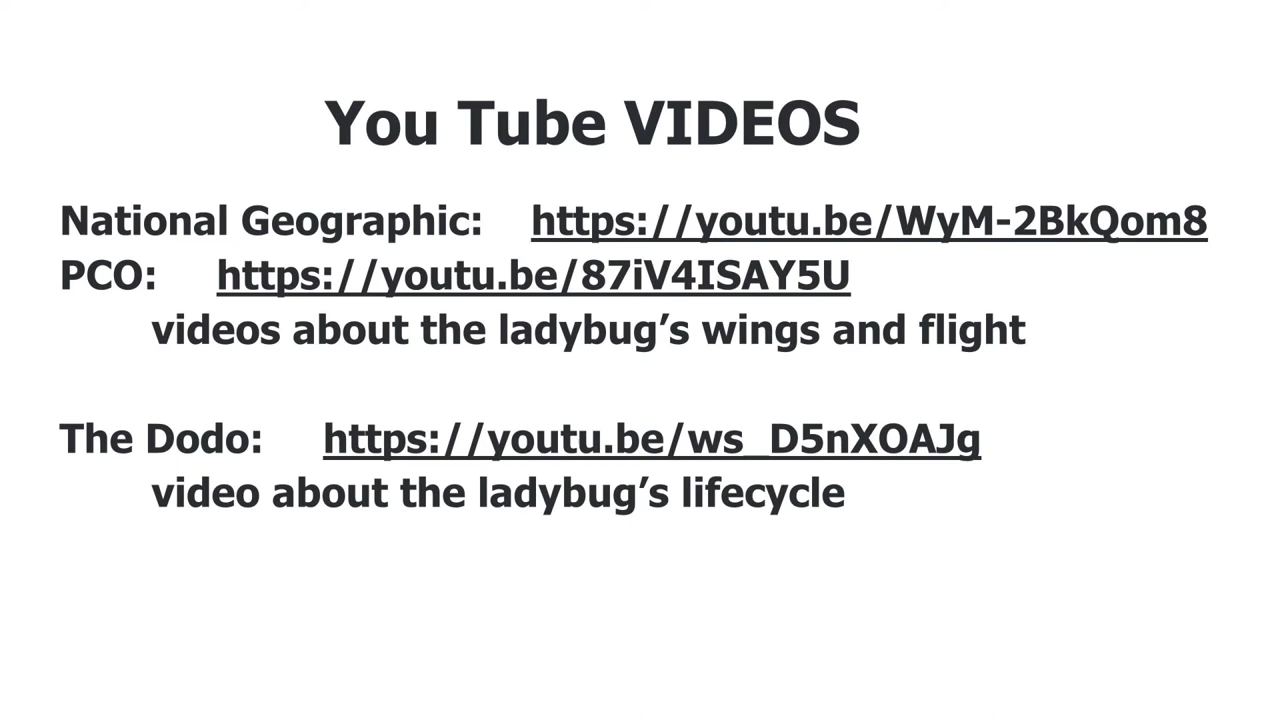 You Tube VIDEOS
National Geographic: https://youtu.be/WyM-2BkQom8
PCO: https://youtu.be/87iV4ISAY5U
videos about the ladybug’s wings and flight
The Dodo: https://youtu.be/ws_D5nXOAJg
video about the ladybug’s lifecycle